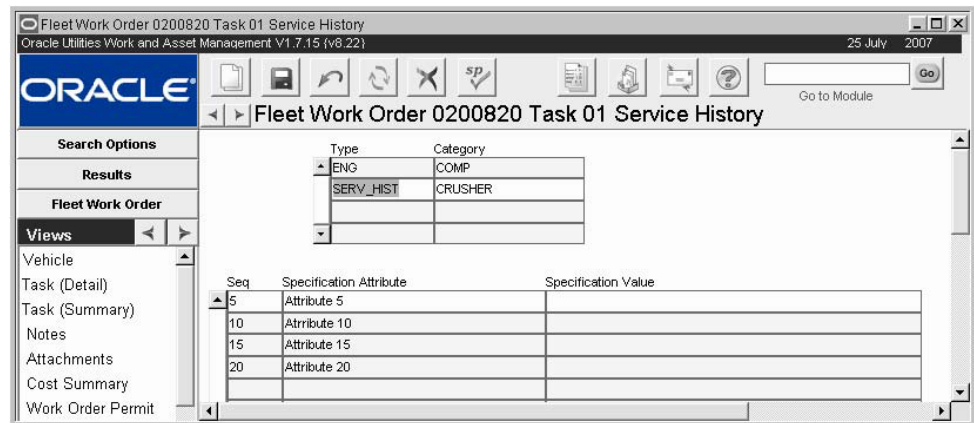 Fleet Work Order 0200820 Task 01 Service History
Oracle Utilities Work and Asset Management V1.7.15 {v8.22} 25 July 2007
ORACLE
sp
Go
Go to Module
Fleet Work Order 0200820 Task 01 Service History
Search Options
Results
Fleet Work Order
Views
Vehicle
Task (Detail)
Task (Summary)
Notes
Attachments
Cost Summary
Work Order Permit
Type Category
ENG COMP
SERV_HIST CRUSHER
Seq Specification Attribute Specification Value
5 Attribute 5
10 Atrribute 10
15 Attribute 15
20 Attribute 20